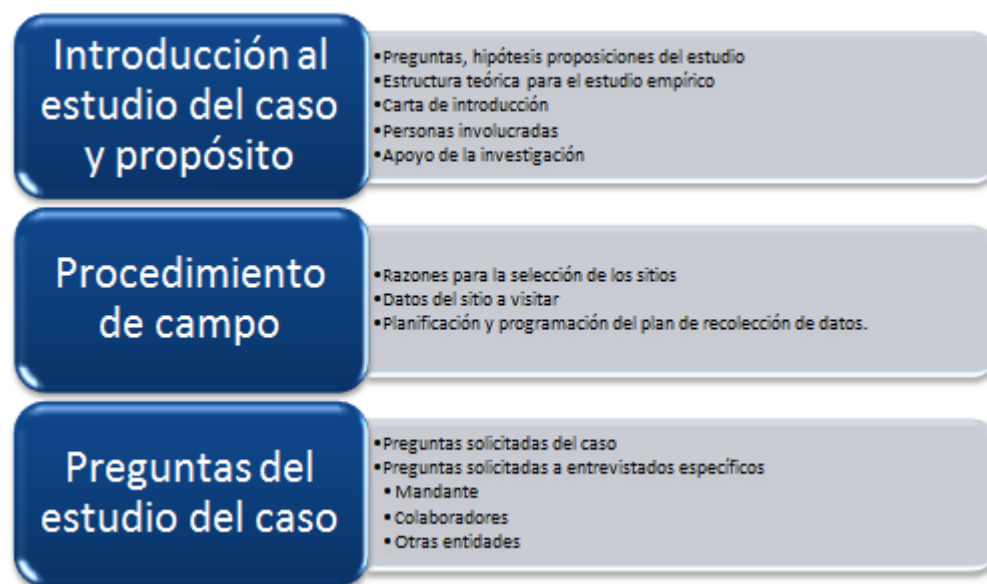 Introducción al
estudio del caso
y propósito
•Preguntas, hipótesis proposiciones del estudio
•Estructura teórica para el estudio empírico
•Carta de introducción
•Personas involucradas
•Apoyo de la investigación
Procedimiento
de campo
•Razones para la selección de los sitios
•Datos del sitio a visitar
•Planificación y programación del plan de recolección de datos.
Preguntas del
estudio del caso
•Preguntas solicitadas del caso
•Preguntas solicitadas a entrevistados específicos
•Mandante
•Colaboradores
•Otras entidades